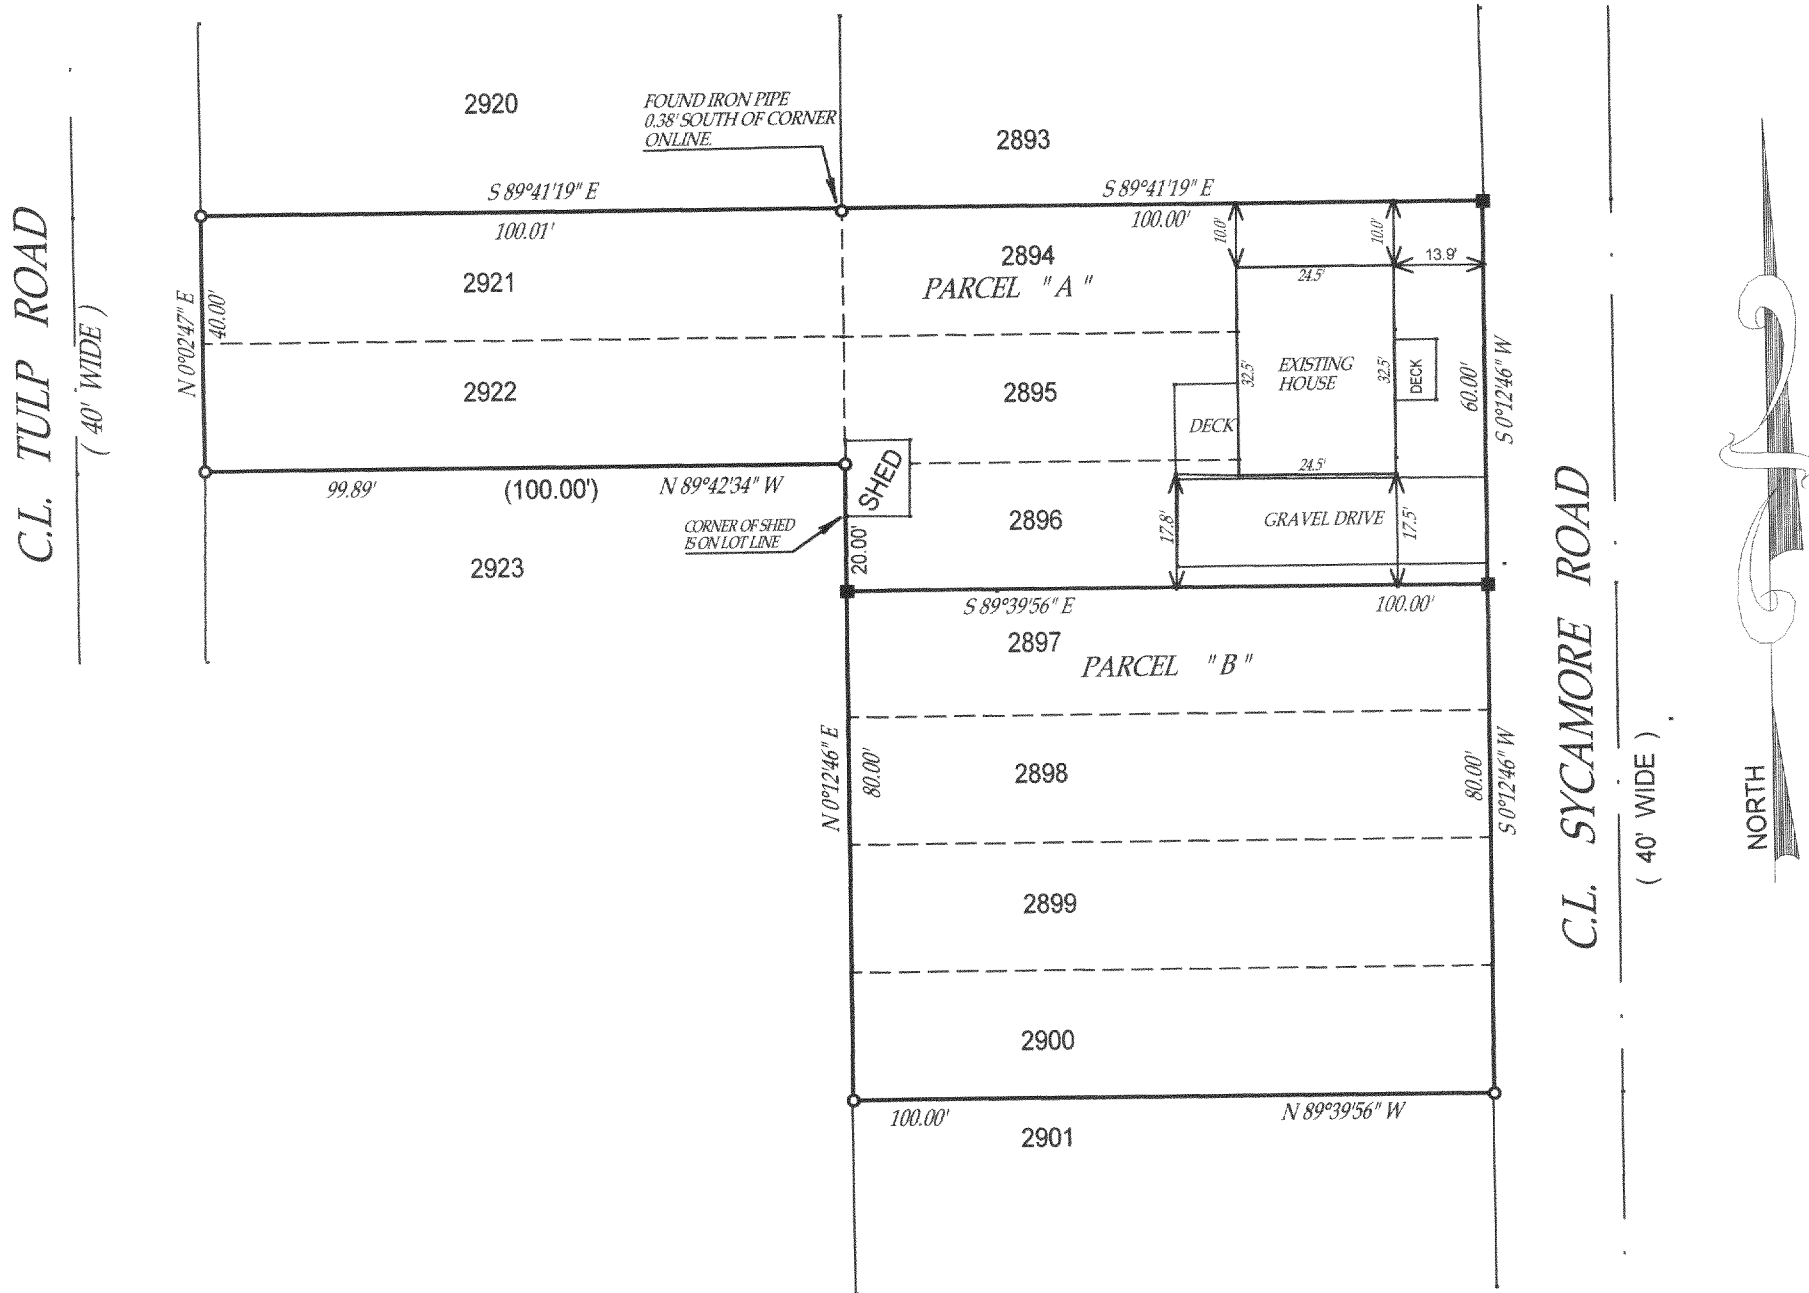 2920
FOUND IRON PIPE
0.38' SOUTH OF CORNER
ONLINE.
2893
S 89°41'19" E
100.01'
S 89°41'19" E
100.00'
C.L. TULP ROAD
( 40' WIDE )
N 0°02'47" E
40.00'
2921
2894
PARCEL "A"
10.0'
10.0'
13.9'
24.5'
2922
2895
32.5'
EXISTING
HOUSE
32.5'
DECK
60.00'
S 0°12'46" W
DECK
24.5'
99.89'
(100.00')
N 89°42'34" W
SHED
CORNER OF SHED
IS ON LOT LINE
20.00'
2896
17.8'
GRAVEL DRIVE
17.5'
2923
S 89°39'56" E
100.00'
2897
PARCEL "B"
N 0°12'46" E
80.00'
2898
80.00'
S 0°12'46" W
C.L. SYCAMORE ROAD
( 40' WIDE )
NORTH
2899
2900
100.00'
N 89°39'56" W
2901